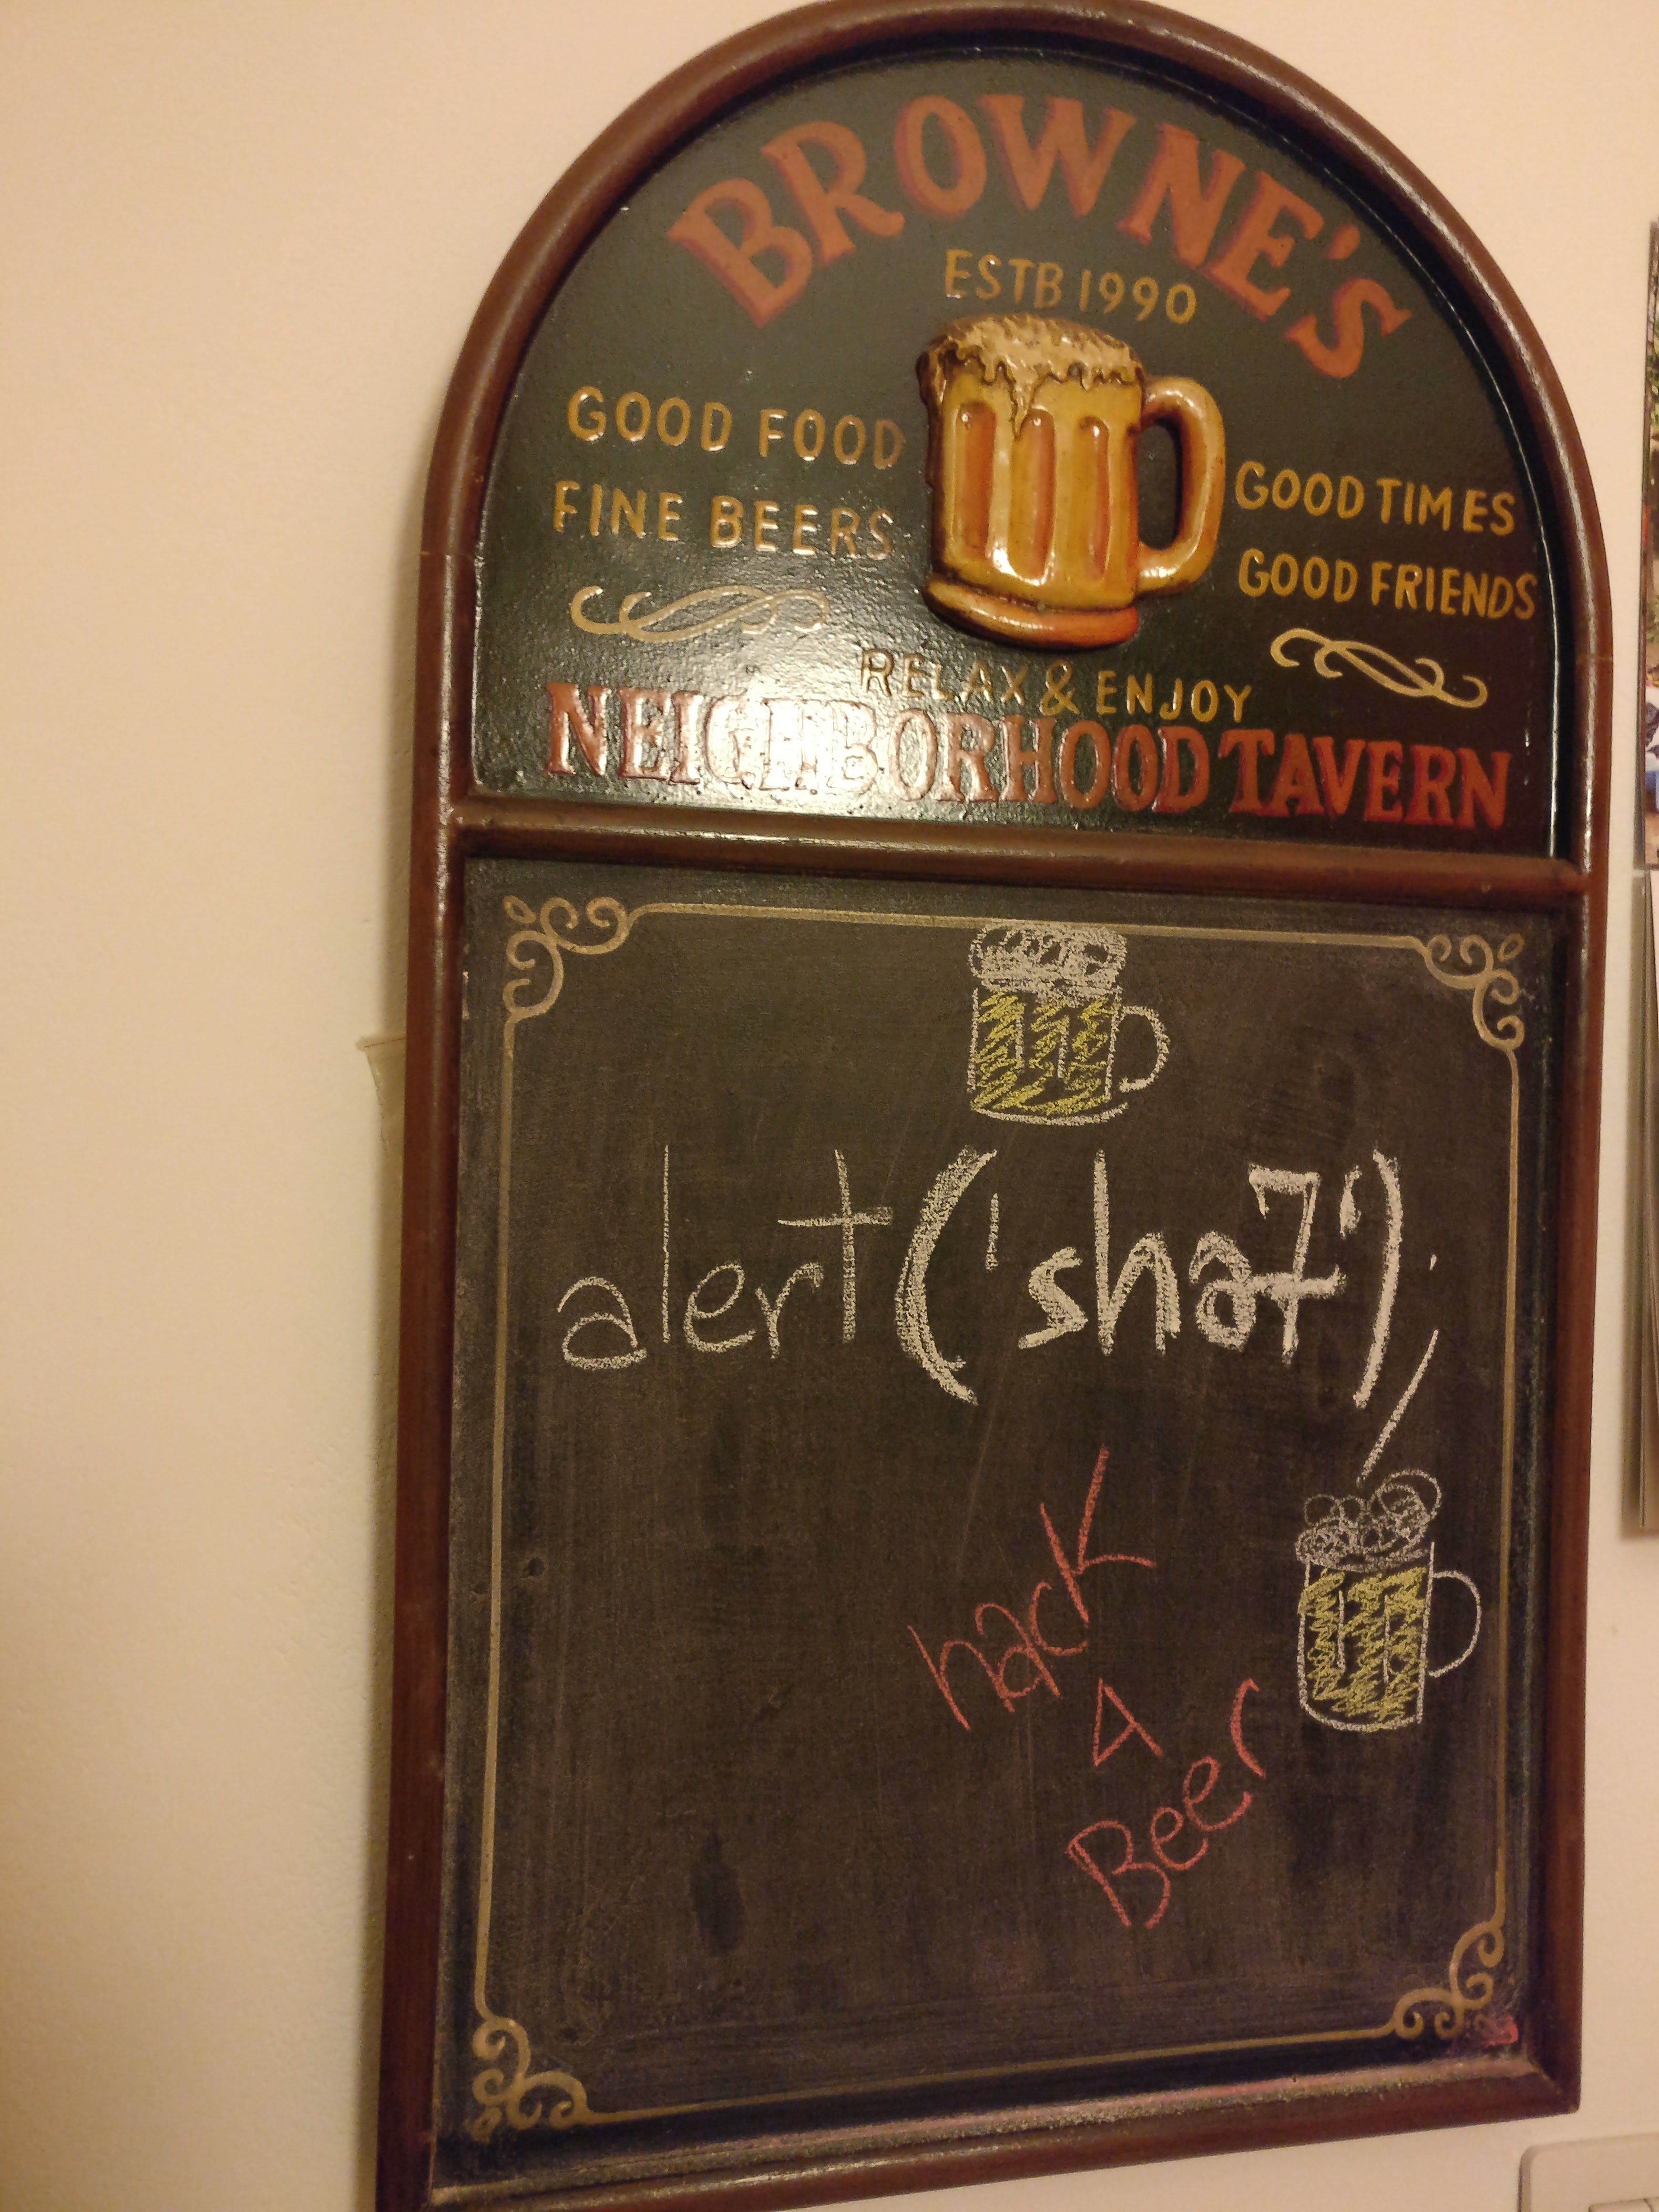 BROWNE'S
ESTB 1990
GOOD FOOD
FINE BEERS
GOOD TIMES
GOOD FRIENDS
RELAX & ENJOY
NEIGHBORHOOD TAVERN
alert('sha7');
hack
4
Beer